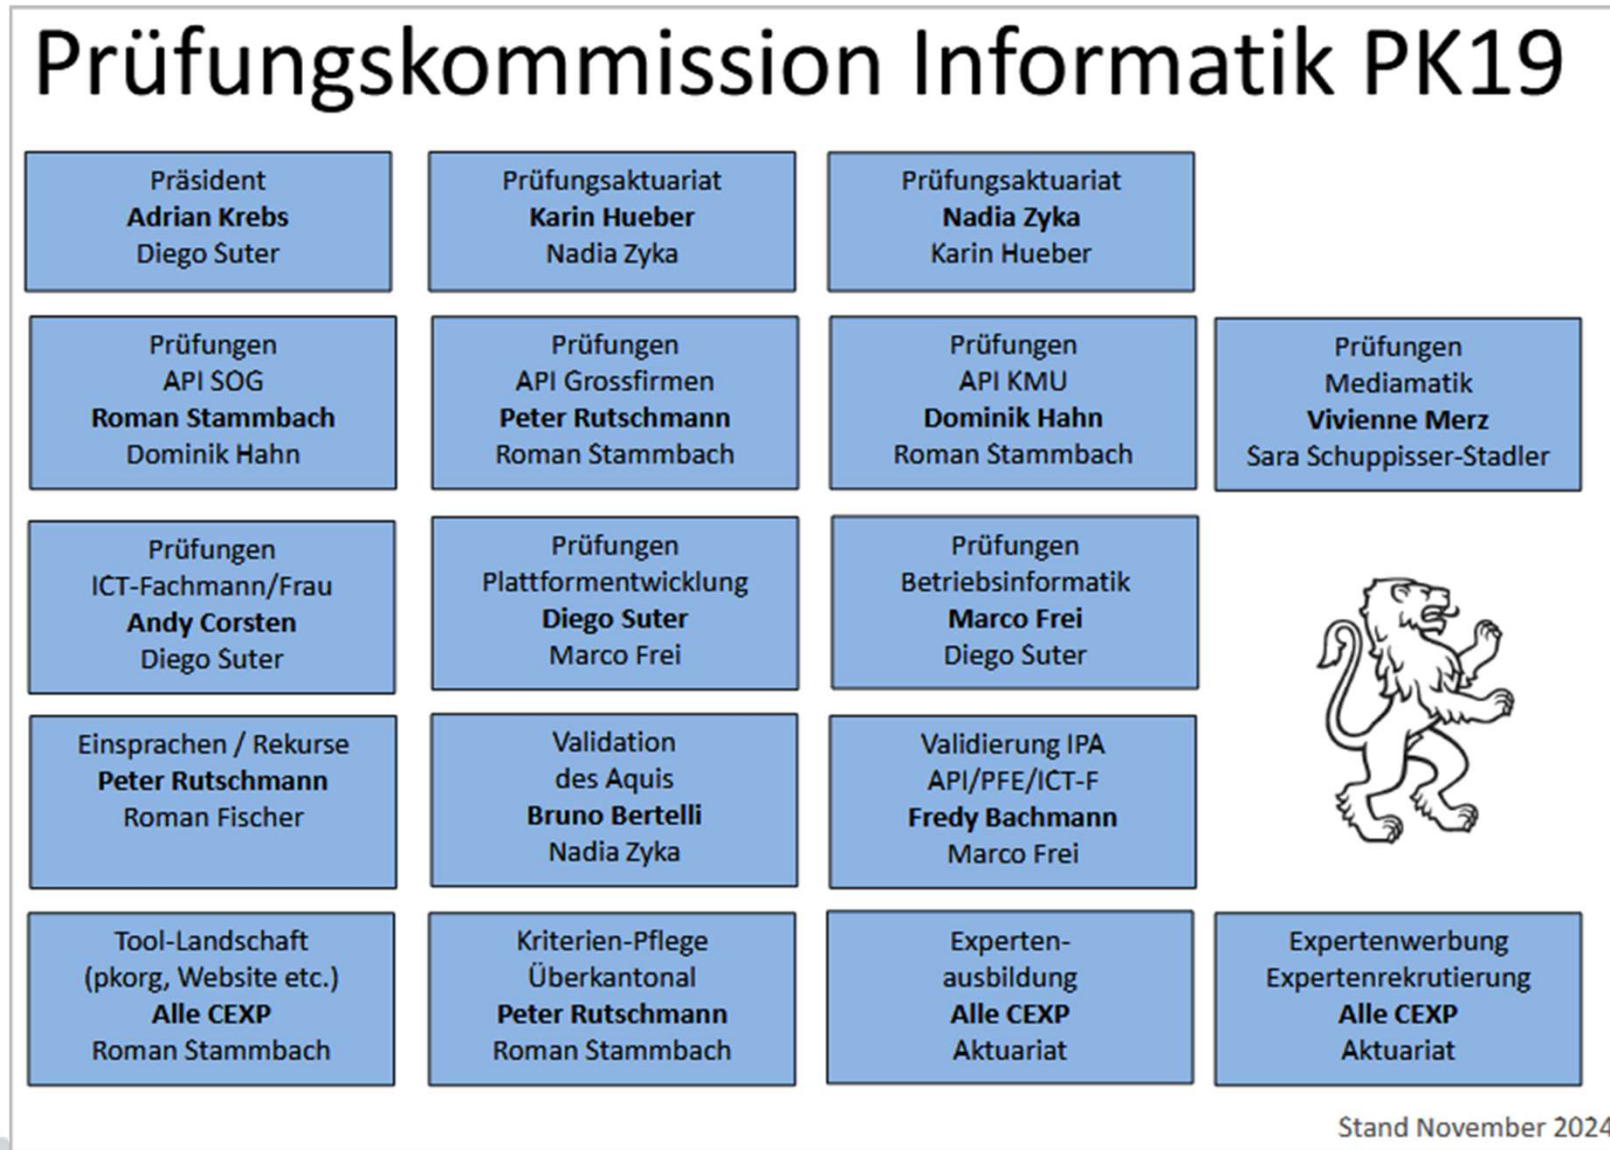 Prüfungskommission Informatik PK19
Präsident
Adrian Krebs
Diego Suter
Prüfungsaktuariat
Karin Hueber
Nadia Zyka
Prüfungsaktuariat
Nadia Zyka
Karin Hueber
Prüfungen
API SOG
Roman Stammbach
Dominik Hahn
Prüfungen
API Grossfirmen
Peter Rutschmann
Roman Stammbach
Prüfungen
API KMU
Dominik Hahn
Roman Stammbach
Prüfungen
Mediamatik
Vivienne Merz
Sara Schuppisser-Stadler
Prüfungen
ICT-Fachmann/Frau
Andy Corsten
Diego Suter
Prüfungen
Plattformentwicklung
Diego Suter
Marco Frei
Prüfungen
Betriebsinformatik
Marco Frei
Diego Suter
Einsprachen / Rekurse
Peter Rutschmann
Roman Fischer
Validation
des Aquis
Bruno Bertelli
Nadia Zyka
Validierung IPA
API/PFE/ICT-F
Fredy Bachmann
Marco Frei
Tool-Landschaft
(pkorg, Website etc.)
Alle CEXP
Roman Stammbach
Kriterien-Pflege
Überkantonal
Peter Rutschmann
Roman Stammbach
Experten-
ausbildung
Alle CEXP
Aktuariat
Expertenwerbung
Expertenrekrutierung
Alle CEXP
Aktuariat
Stand November 2024